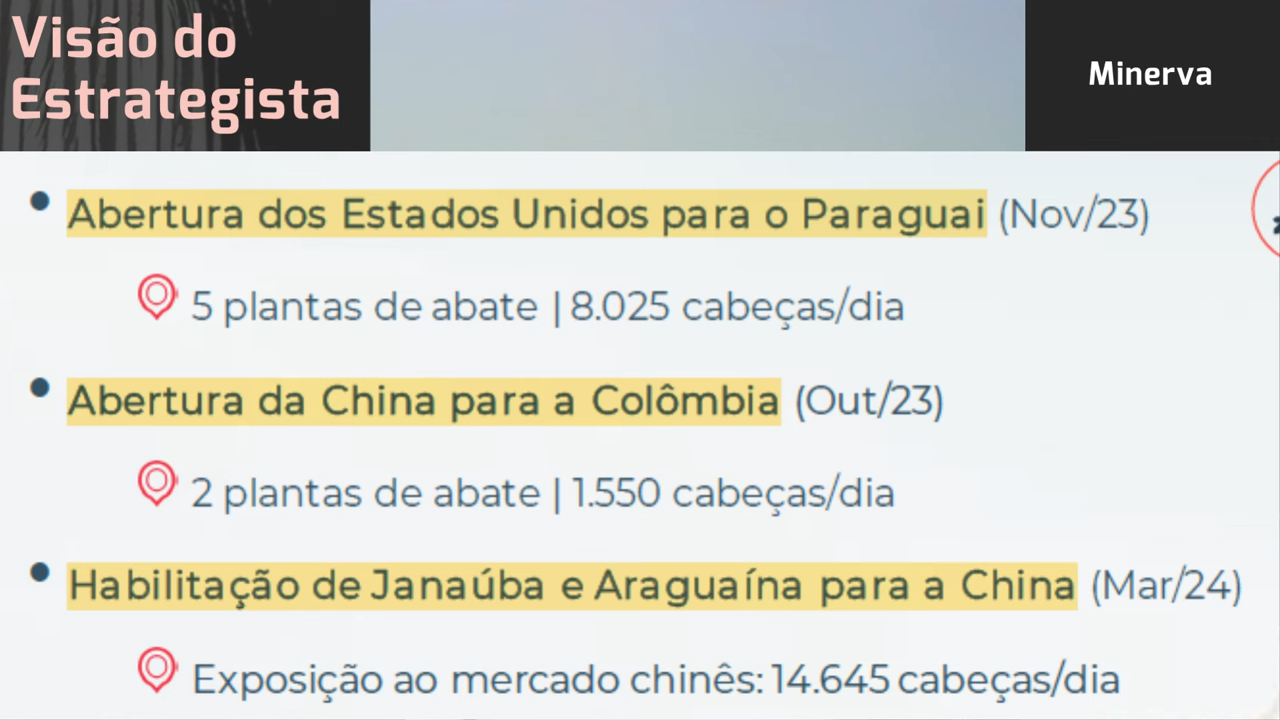 Visão do
Estrategista
Minerva
• Abertura dos Estados Unidos para o Paraguai (Nov/23)
5 plantas de abate | 8.025 cabeças/dia
• Abertura da China para a Colômbia (Out/23)
2 plantas de abate | 1.550 cabeças/dia
• Habilitação de Janaúba e Araguaína para a China (Mar/24)
Exposição ao mercado chinês: 14.645 cabeças/dia